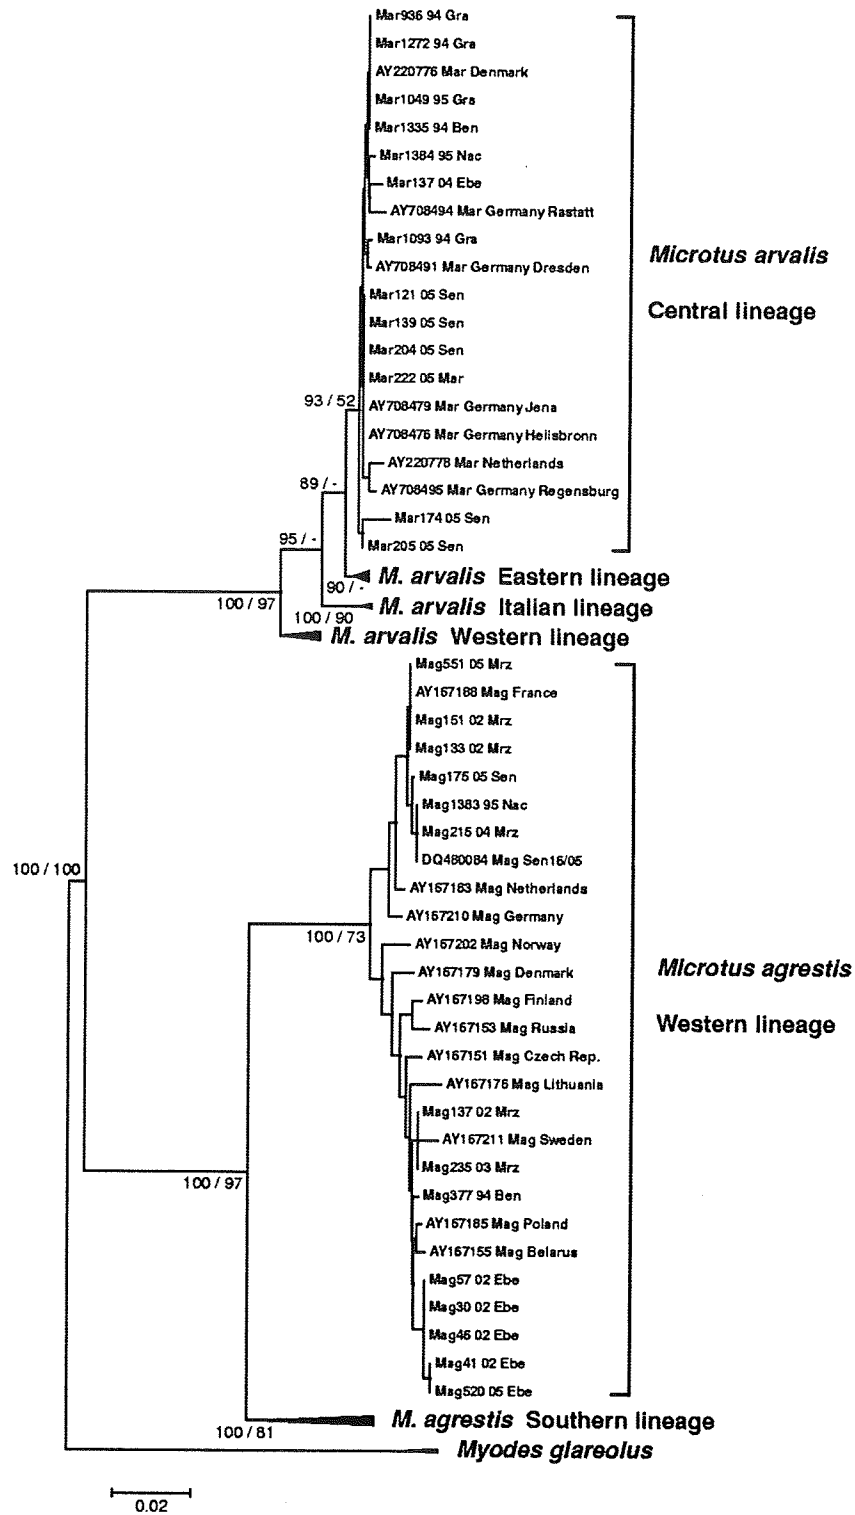 Mar936 94 Gra
Mar1272 94 Gra
AY220776 Mar Denmark
Mar1049 95 Gra
Mar1335 94 Ben
Mar1384 95 Nac
Mar137 04 Ebe
AY708494 Mar Germany Rastatt
Mar1093 94 Gra
AY708491 Mar Germany Dresden
Microtus arvalis
Mar121 05 Sen
Central lineage
Mar139 05 Sen
Mar204 05 Sen
Mar222 05 Mar
93 / 52
AY708479 Mar Germany Jena
AY708476 Mar Germany Heilsbronn
AY220778 Mar Netherlands
89 / -
AY708495 Mar Germany Regensburg
Mar174 05 Sen
95 / -
Mar205 05 Sen
M. arvalis Eastern lineage
90 / -
100 / 97
M. arvalis Italian lineage
100 / 90
M. arvalis Western lineage
Mag551 05 Mrz
AY167188 Mag France
Mag151 02 Mrz
Mag133 02 Mrz
Mag175 05 Sen
Mag1383 95 Nac
Mag215 04 Mrz
DQ480084 Mag Sen16/05
100 / 100
AY167183 Mag Netherlands
AY167210 Mag Germany
100 / 73
AY167202 Mag Norway
Microtus agrestis
AY167179 Mag Denmark
AY167198 Mag Finland
Western lineage
AY167153 Mag Russia
AY167151 Mag Czech Rep.
AY167176 Mag Lithuania
Mag137 02 Mrz
AY167211 Mag Sweden
Mag235 03 Mrz
100 / 97
Mag377 94 Ben
AY167185 Mag Poland
AY167155 Mag Belarus
Mag57 02 Ebe
Mag30 02 Ebe
Mag46 02 Ebe
Mag41 02 Ebe
Mag520 05 Ebe
M. agrestis Southern lineage
100 / 81
Myodes glareolus
0.02